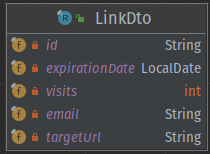 LinkDto
id String
expirationDate LocalDate
visits int
email String
targetUrl String